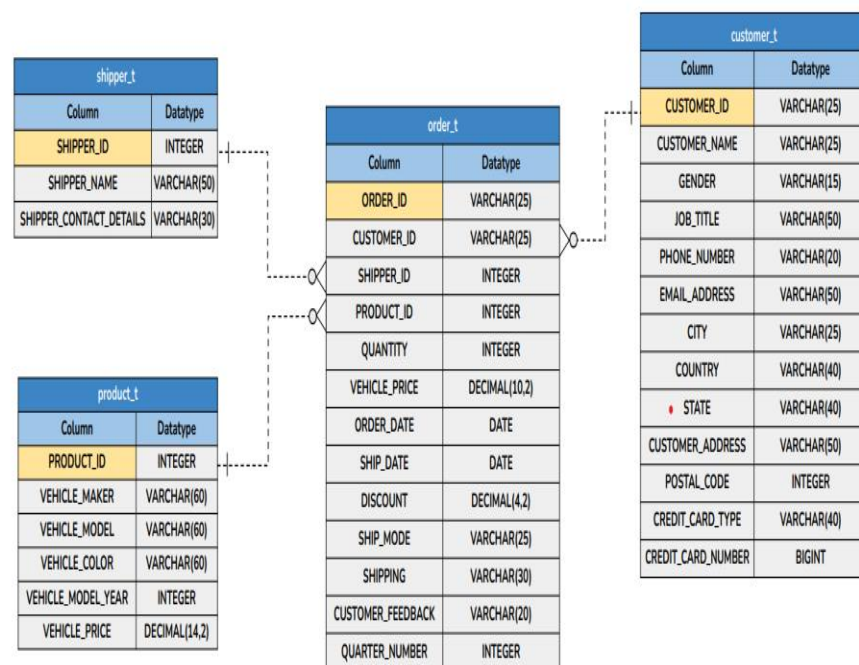 shipper_t
Column Datatype
SHIPPER_ID INTEGER
SHIPPER_NAME VARCHAR(50)
SHIPPER_CONTACT_DETAILS VARCHAR(30)
product_t
Column Datatype
PRODUCT_ID INTEGER
VEHICLE_MAKER VARCHAR(60)
VEHICLE_MODEL VARCHAR(60)
VEHICLE_COLOR VARCHAR(60)
VEHICLE_MODEL_YEAR INTEGER
VEHICLE_PRICE DECIMAL(14,2)
order_t
Column Datatype
ORDER_ID VARCHAR(25)
CUSTOMER_ID VARCHAR(25)
SHIPPER_ID INTEGER
PRODUCT_ID INTEGER
QUANTITY INTEGER
VEHICLE_PRICE DECIMAL(10,2)
ORDER_DATE DATE
SHIP_DATE DATE
DISCOUNT DECIMAL(4,2)
SHIP_MODE VARCHAR(25)
SHIPPING VARCHAR(30)
CUSTOMER_FEEDBACK VARCHAR(20)
QUARTER_NUMBER INTEGER
customer_t
Column Datatype
CUSTOMER_ID VARCHAR(25)
CUSTOMER_NAME VARCHAR(25)
GENDER VARCHAR(15)
JOB_TITLE VARCHAR(50)
PHONE_NUMBER VARCHAR(20)
EMAIL_ADDRESS VARCHAR(50)
CITY VARCHAR(25)
COUNTRY VARCHAR(40)
STATE VARCHAR(40)
CUSTOMER_ADDRESS VARCHAR(50)
POSTAL_CODE INTEGER
CREDIT_CARD_TYPE VARCHAR(40)
CREDIT_CARD_NUMBER BIGINT